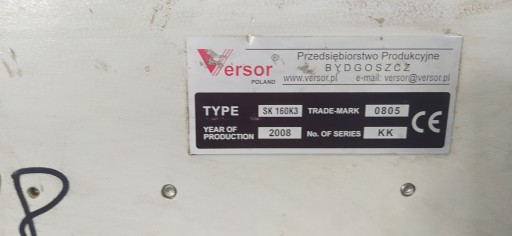 Versor®
POLAND
Przedsiębiorstwo Produkcyjne
BYDGOSZCZ
www.versor.pl e-mail: versor@versor.pl
TYPE SK 160K3 TRADE-MARK 0805
YEAR OF PRODUCTION 2008 No. OF SERIES KK
CE